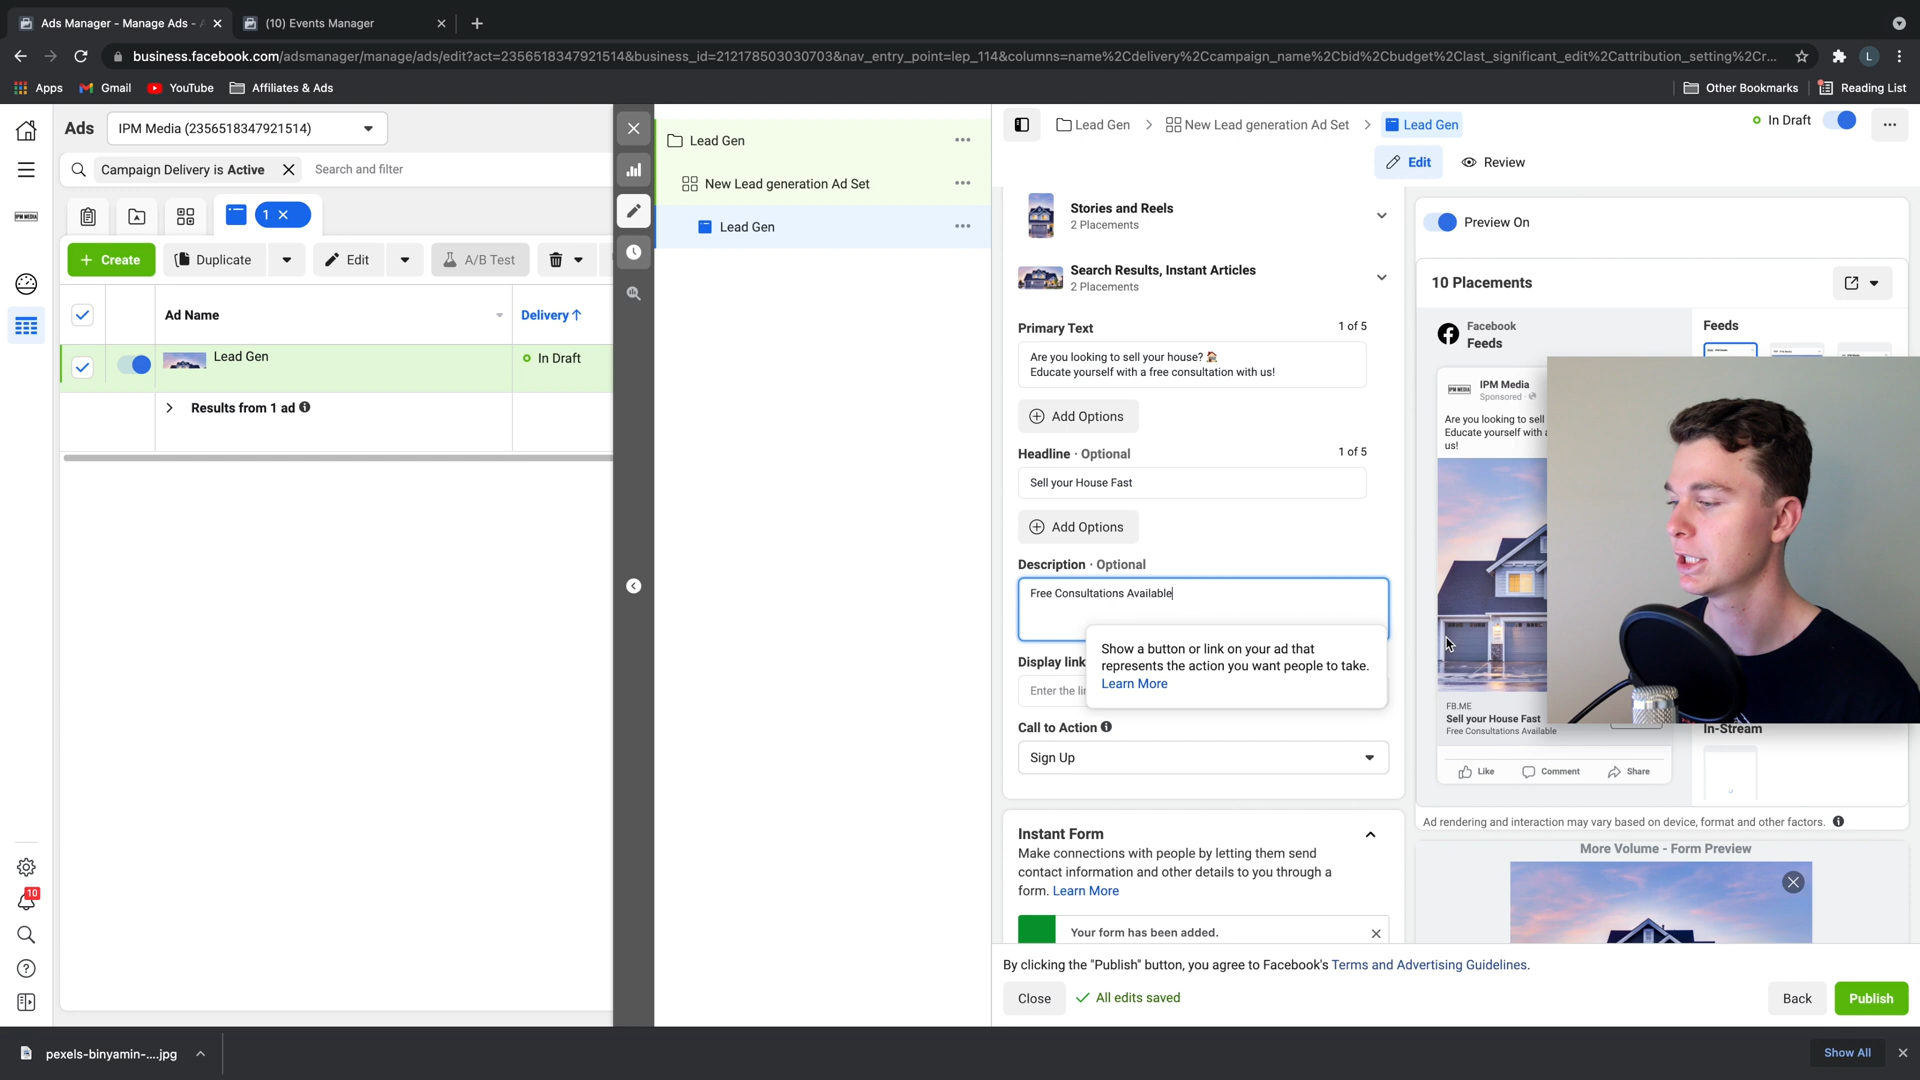 Ads Manager - Manage Ads -
(10) Events Manager
business.facebook.com/adsmanager/manage/ads/edit?act=2356518347921514&business_id=212178503030703&nav_entry_point=lep_114&columns=name%2Cdelivery%2Ccampaign_name%2Cbid%2Cbudget%2Clast_significant_edit%2Cattribution_setting%2Cr...
L
Apps
Gmail
YouTube
Affiliates & Ads
Other Bookmarks
Reading List
Ads
IPM Media (2356518347921514)
Campaign Delivery is Active
Search and filter
IPM MEDIA
1
Create
Duplicate
Edit
A/B Test
Ad Name
Delivery↑
Lead Gen
In Draft
Results from 1 ad
10
Lead Gen
New Lead generation Ad Set
Lead Gen
Lead Gen
New Lead generation Ad Set
Lead Gen
In Draft
Edit
Review
Stories and Reels
2 Placements
Search Results, Instant Articles
2 Placements
Primary Text
1 of 5
Are you looking to sell your house? 🏠
Educate yourself with a free consultation with us!
Add Options
Headline · Optional
1 of 5
Sell your House Fast
Add Options
Description · Optional
Free Consultations Available
Show a button or link on your ad that
represents the action you want people to take.
Learn More
Display link
Enter the
Call to Action
Sign Up
Instant Form
Make connections with people by letting them send
contact information and other details to you through a
form. Learn More
Your form has been added.
Preview On
10 Placements
Facebook
Feeds
Feeds
IPM MEDIA
IPM Media
Sponsored ·
Are you looking to sell
Educate yourself with
us!
FB.ME
Sell your House Fast
Free Consultations Available
Like
Comment
Share
In-Stream
Ad rendering and interaction may vary based on device, format and other factors.
More Volume - Form Preview
By clicking the "Publish" button, you agree to Facebook's Terms and Advertising Guidelines.
Close
All edits saved
Back
Publish
pexels-binyamin-....jpg
Show All